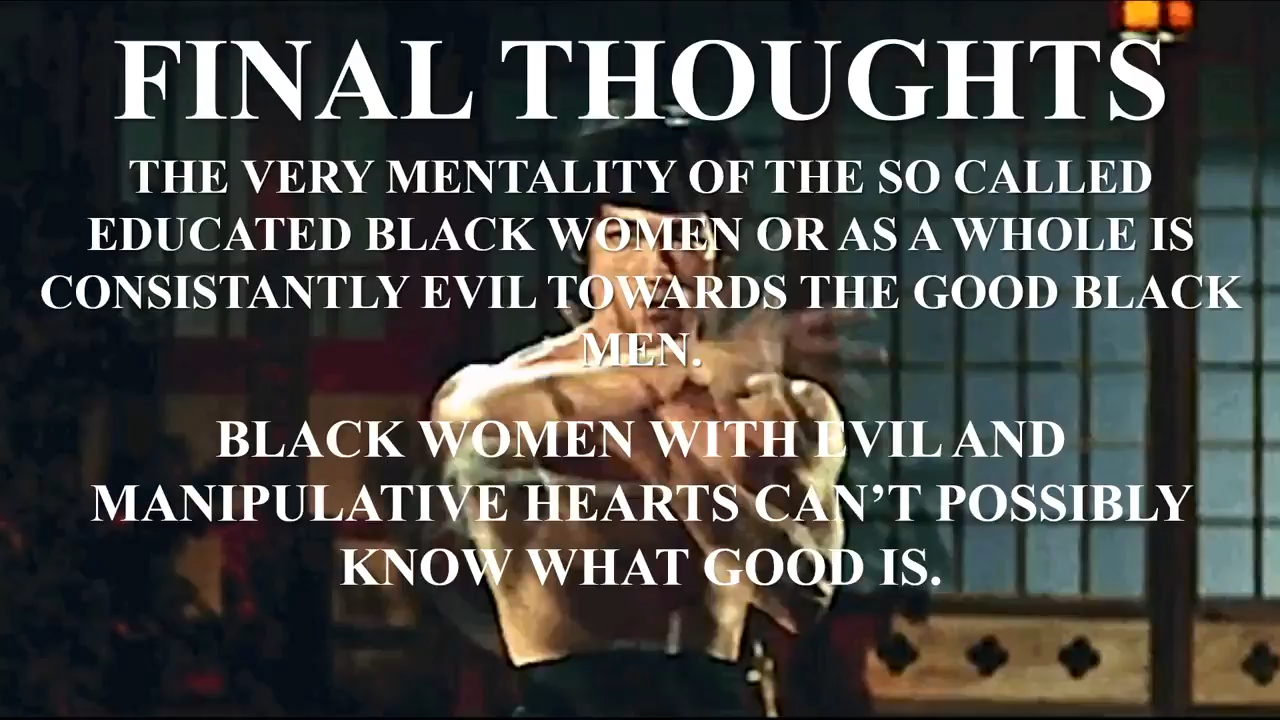 FINAL THOUGHTS
THE VERY MENTALITY OF THE SO CALLED
EDUCATED BLACK WOMEN OR AS A WHOLE IS
CONSISTANTLY EVIL TOWARDS THE GOOD BLACK
MEN.
BLACK WOMEN WITH EVIL AND
MANIPULATIVE HEARTS CAN'T POSSIBLY
KNOW WHAT GOOD IS.